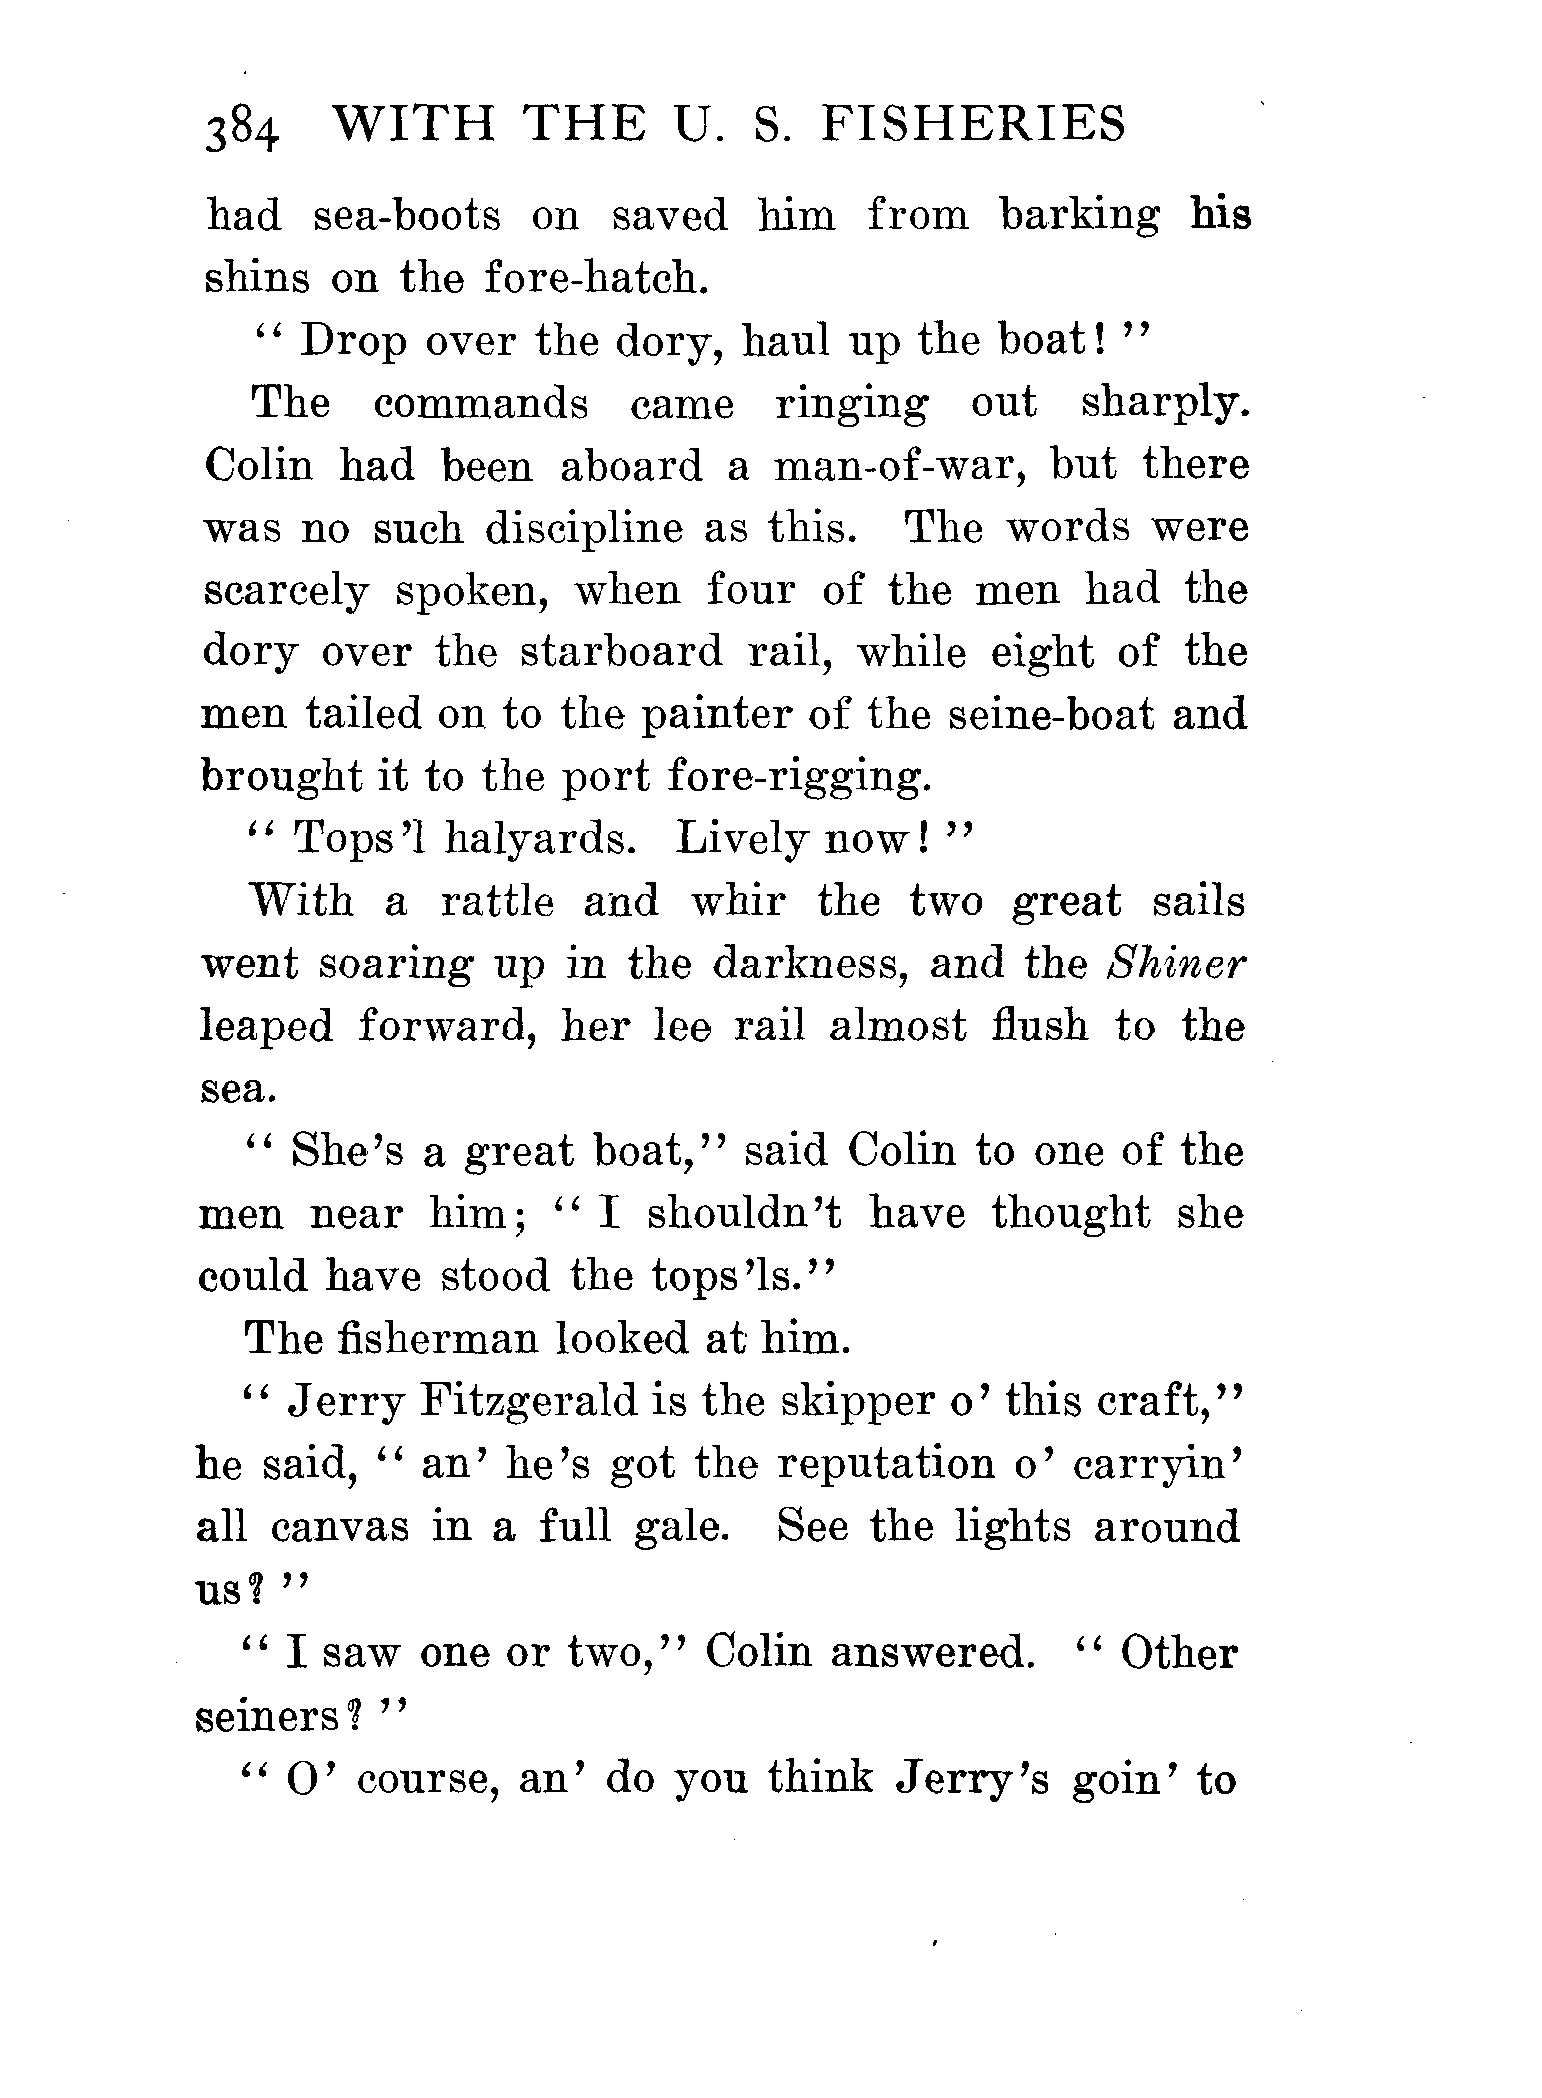 384 WITH THE U. S. FISHERIES
had sea-boots on saved him from barking his
shins on the fore-hatch.
“ Drop over the dory, haul up the boat! ”
The commands came ringing out sharply.
Colin had been aboard a man-of-war, but there
was no such discipline as this. The words were
scarcely spoken, when four of the men had the
dory over the starboard rail, while eight of the
men tailed on to the painter of the seine-boat and
brought it to the port fore-rigging.
“ Tops’l halyards. Lively now! ”
With a rattle and whir the two great sails
went soaring up in the darkness, and the Shiner
leaped forward, her lee rail almost flush to the
sea.
“ She’s a great boat,” said Colin to one of the
men near him; “ I shouldn’t have thought she
could have stood the tops’ls.”
The fisherman looked at him.
“ Jerry Fitzgerald is the skipper o’ this craft,”
he said, “ an’ he’s got the reputation o’ carryin’
all canvas in a full gale. See the lights around
us? ”
“ I saw one or two,” Colin answered. “ Other
seiners? ”
“ O’ course, an’ do you think Jerry’s goin’ to